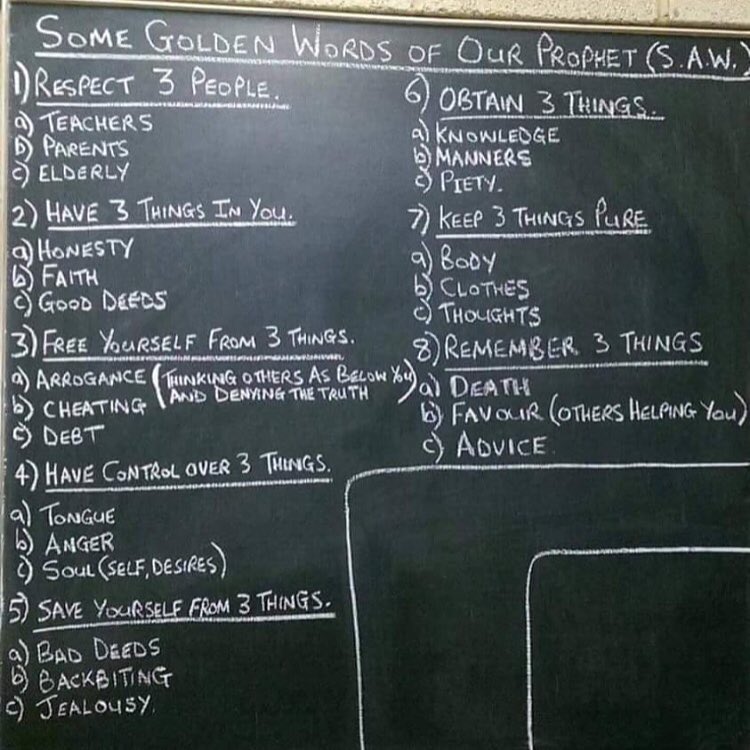 SOME GOLDEN WORDS OF OUR PROPHET (S.A.W.)
1) RESPECT 3 PEOPLE.
a) TEACHERS
b) PARENTS
c) ELDERLY
2) HAVE 3 THINGS IN YOU.
a) HONESTY
b) FAITH
c) GOOD DEEDS
3) FREE YOURSELF FROM 3 THINGS.
a) ARROGANCE (THINKING OTHERS AS BELOW YOU
AND DENYING THE TRUTH)
b) CHEATING
c) DEBT
4) HAVE CONTROL OVER 3 THINGS.
a) TONGUE
b) ANGER
c) SOUL (SELF, DESIRES)
5) SAVE YOURSELF FROM 3 THINGS.
a) BAD DEEDS
b) BACKBITING
c) JEALOUSY.
6) OBTAIN 3 THINGS.
a) KNOWLEDGE
b) MANNERS
c) PIETY.
7) KEEP 3 THINGS PURE
a) BODY
b) CLOTHES
c) THOUGHTS
8) REMEMBER 3 THINGS
a) DEATH
b) FAVOUR (OTHERS HELPING YOU)
c) ADVICE.